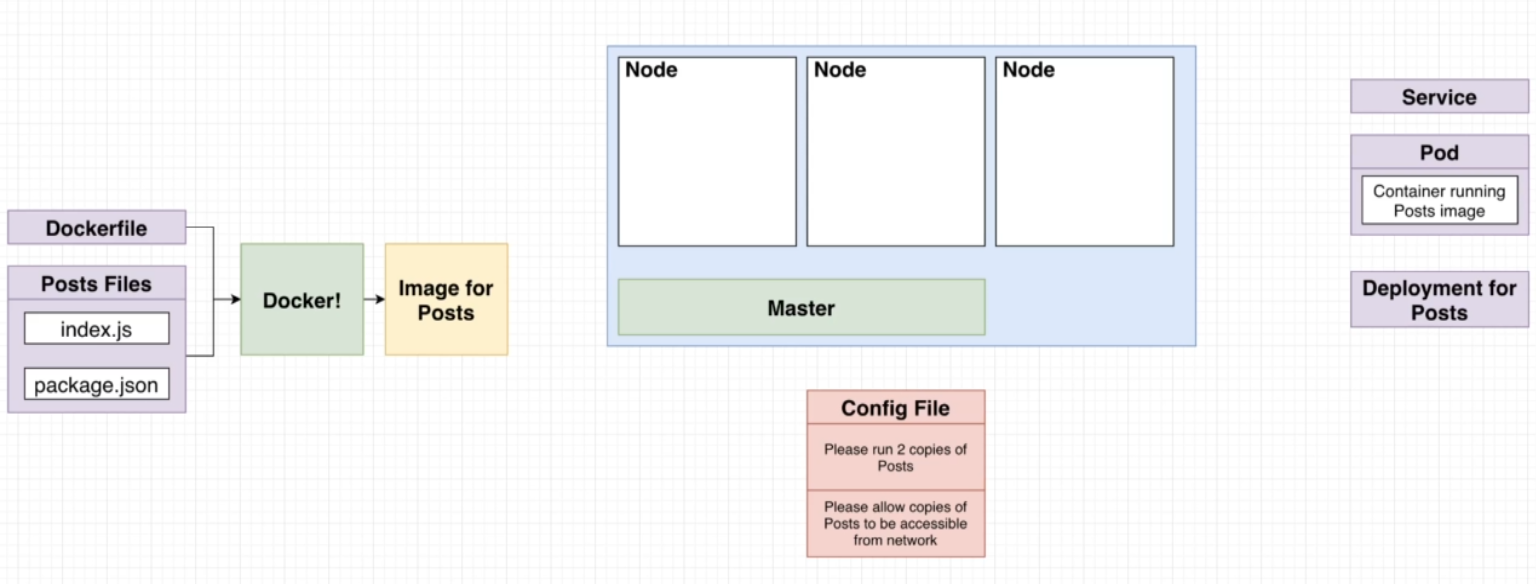 Dockerfile
Posts Files
index.js
package.json
Docker!
Image for
Posts
Node
Node
Node
Master
Config File
Please run 2 copies of
Posts
Please allow copies of
Posts to be accessible
from network
Service
Pod
Container running
Posts image
Deployment for
Posts